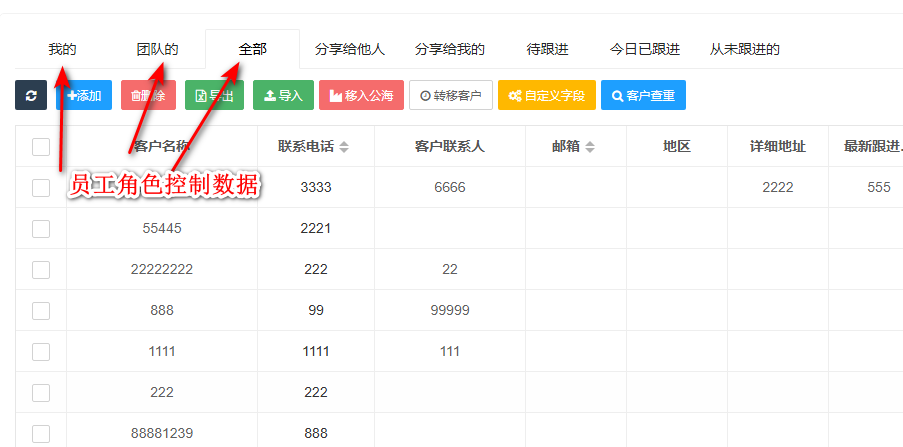 我的 团队的 全部 分享给他人 分享给我的 待跟进 今日已跟进 从未跟进的
添加 删除 导出 导入 移入公海 转移客户 自定义字段 客户查重
客户名称 联系电话 客户联系人 邮箱 地区 详细地址 最新跟进.
员工角色控制数据 3333 6666 2222 555
55445 2221
22222222 222 22
888 99 99999
1111 1111 111
222 222
88881239 888